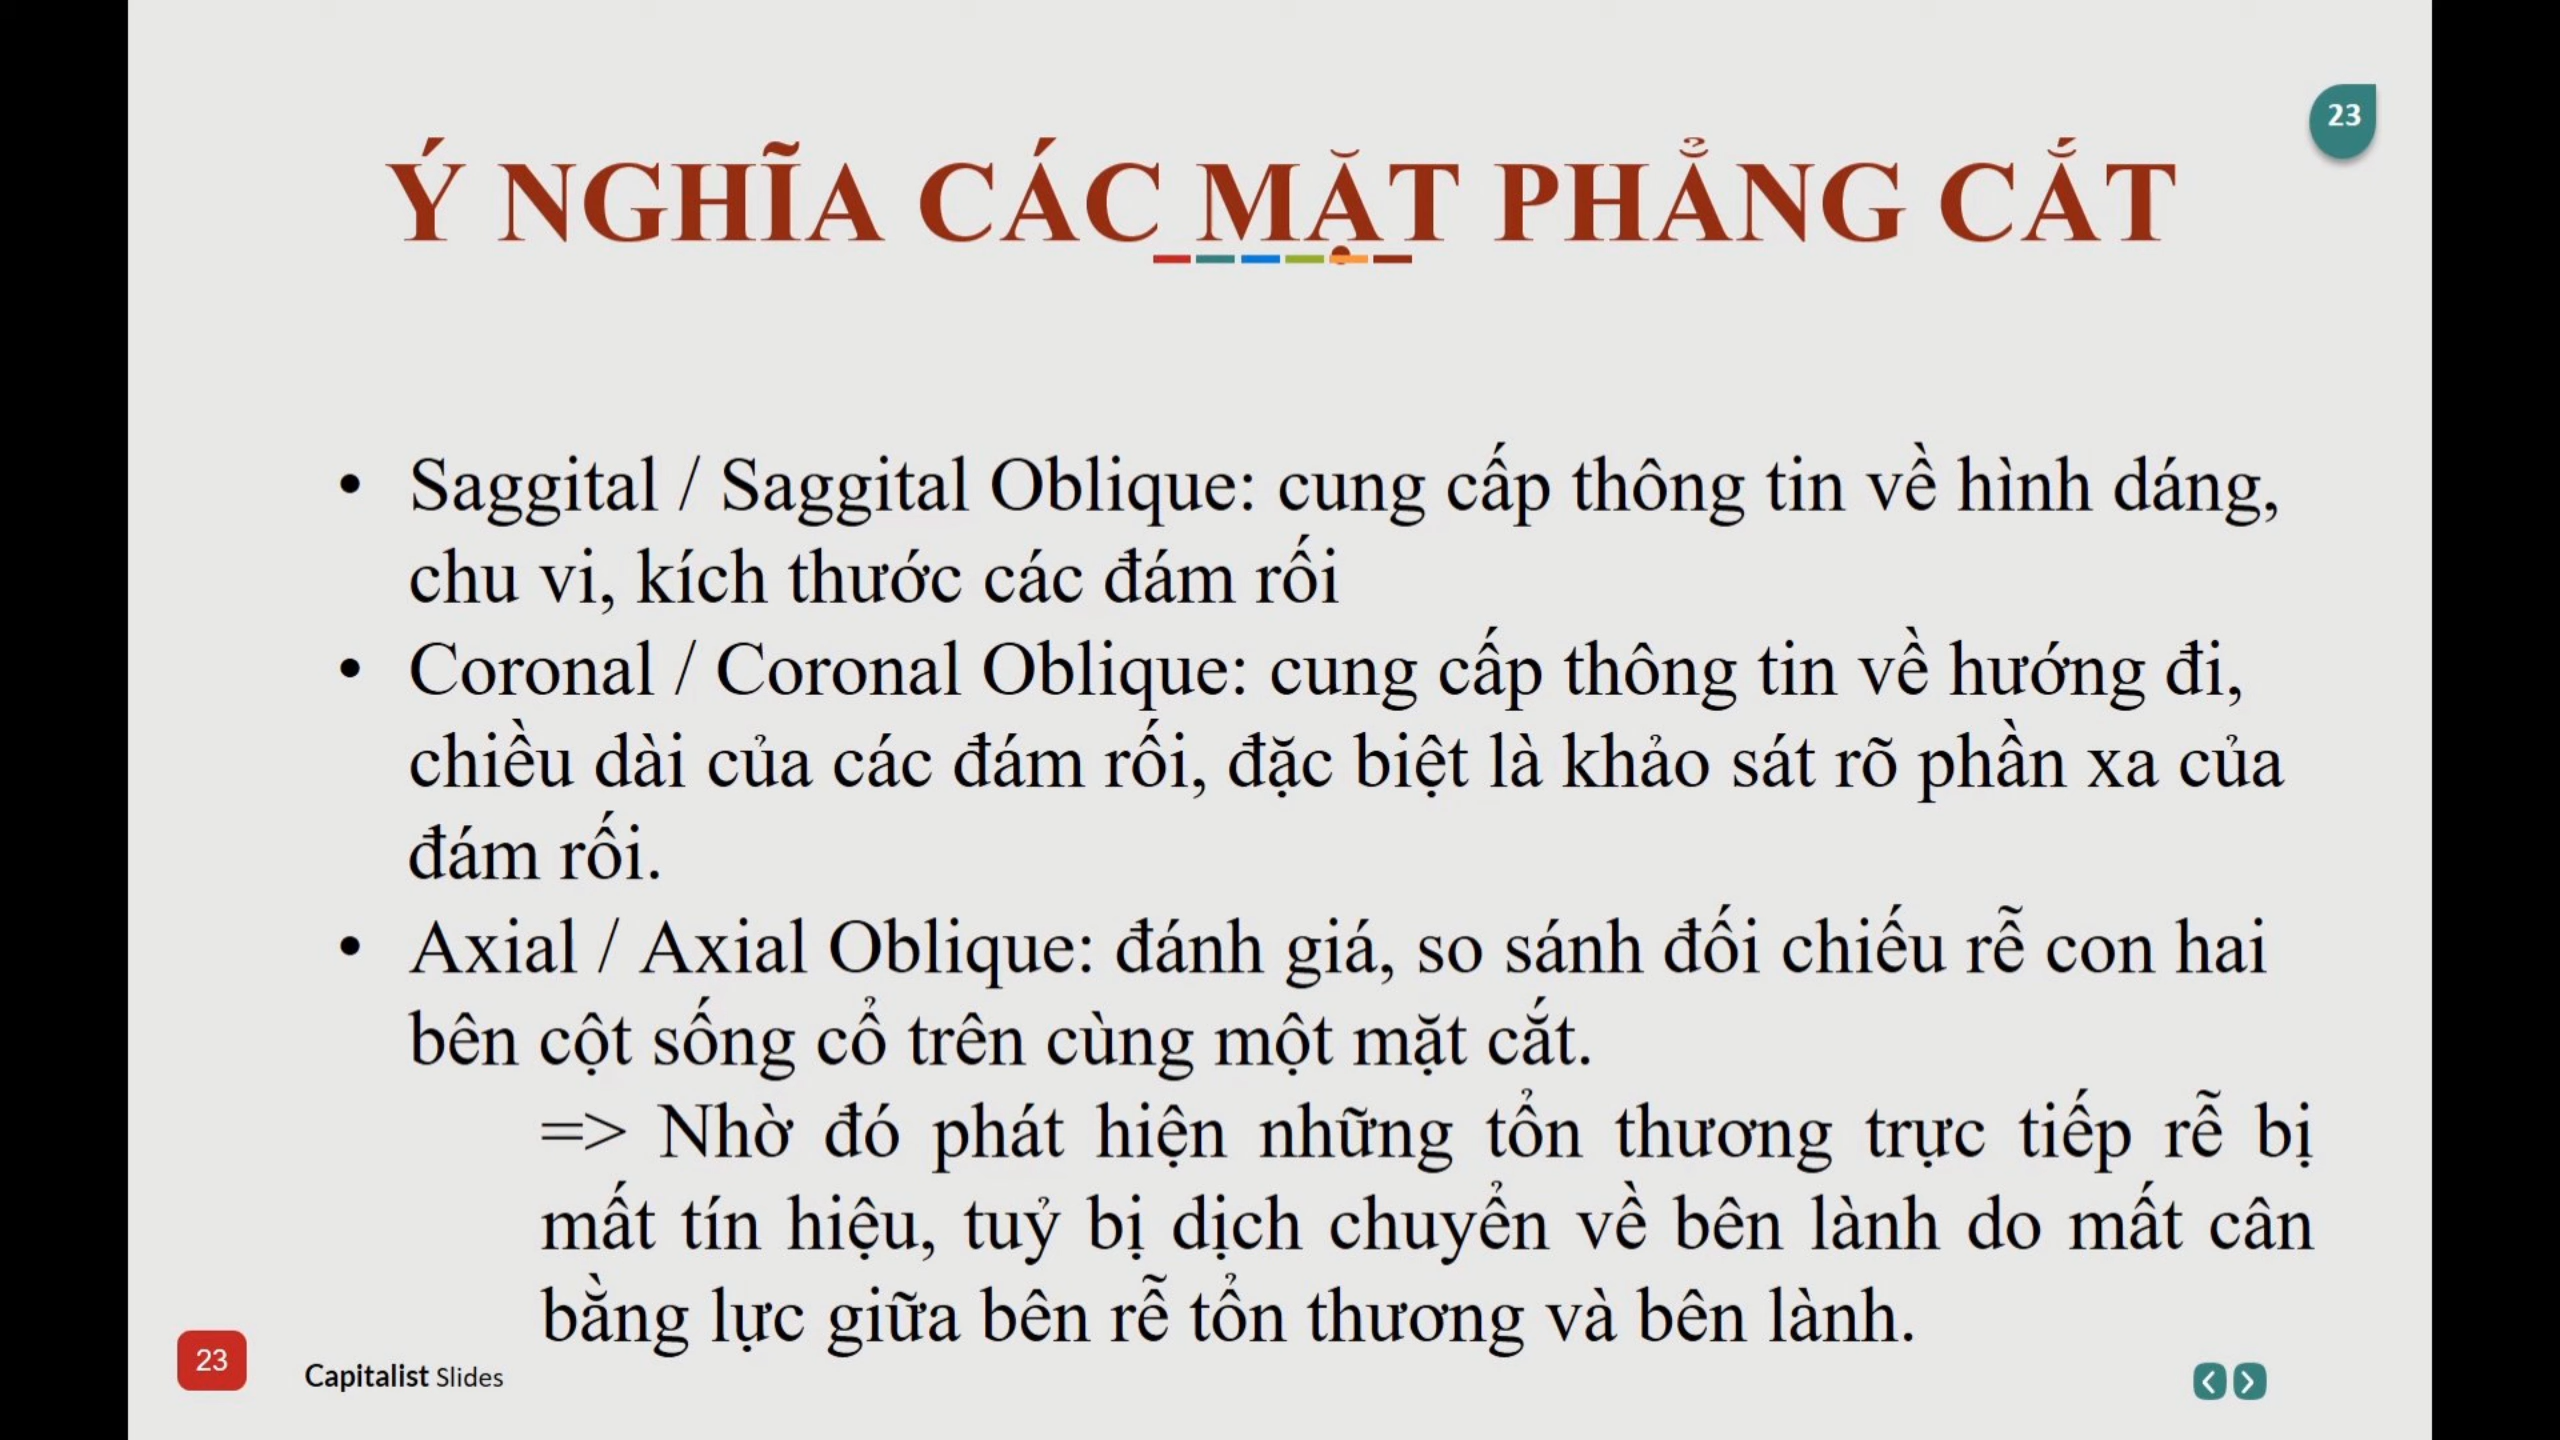 23
Ý NGHĨA CÁC MẶT PHẲNG CẮT
• Saggital / Saggital Oblique: cung cấp thông tin về hình dáng,
chu vi, kích thước các đám rối
• Coronal / Coronal Oblique: cung cấp thông tin về hướng đi,
chiều dài của các đám rối, đặc biệt là khảo sát rõ phần xa của
đám rối.
• Axial / Axial Oblique: đánh giá, so sánh đối chiếu rễ con hai
bên cột sống cổ trên cùng một mặt cắt.
=> Nhờ đó phát hiện những tổn thương trực tiếp rễ bị
mất tín hiệu, tuỷ bị dịch chuyển về bên lành do mất cân
bằng lực giữa bên rễ tổn thương và bên lành.
23
Capitalist Slides